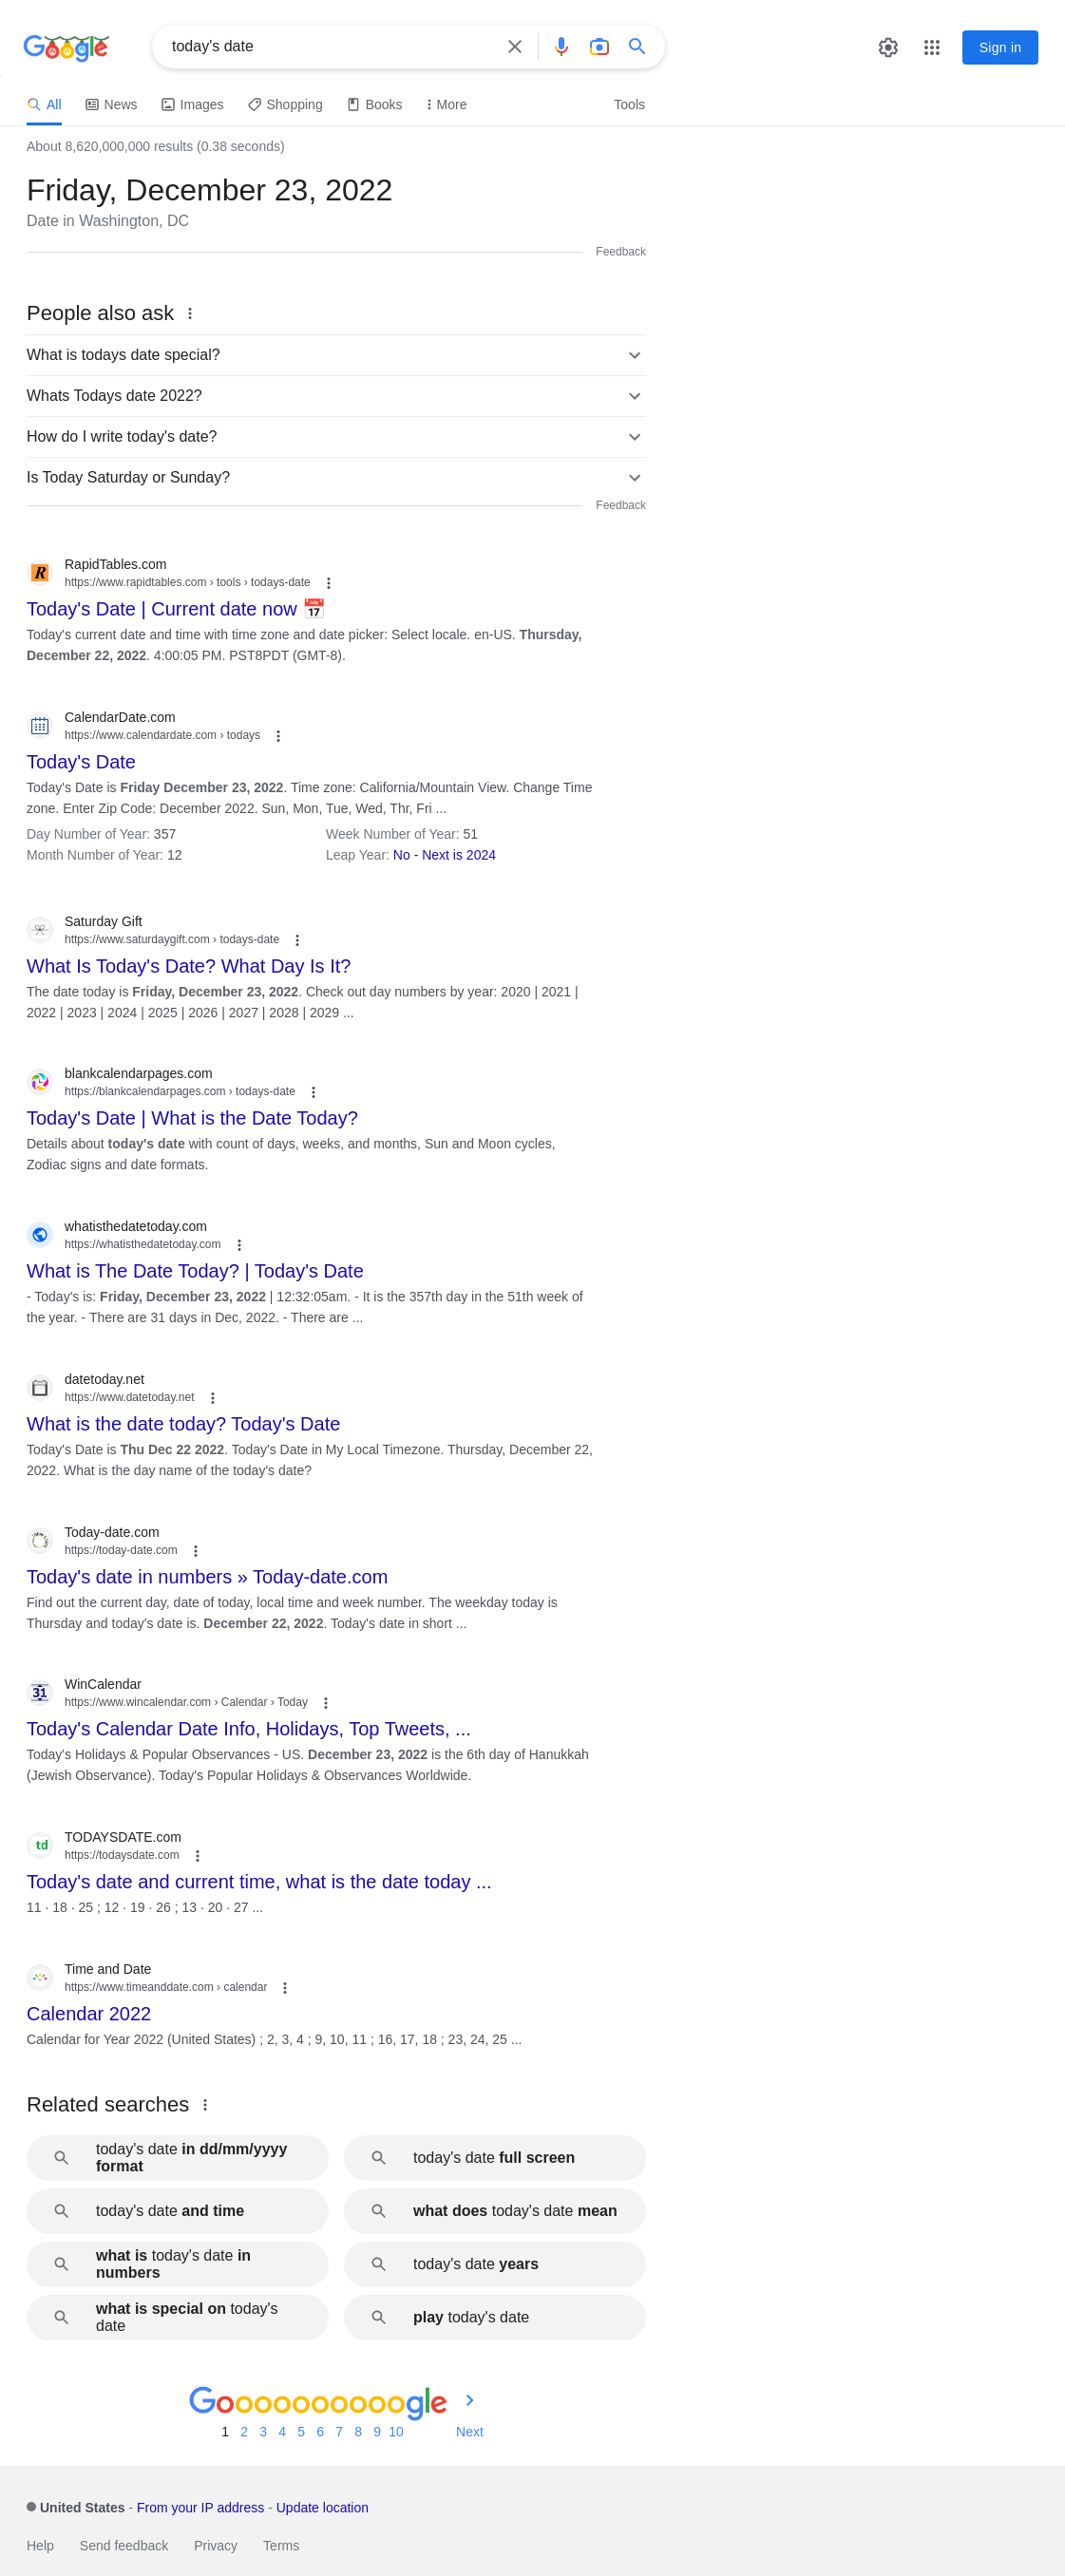 Google
today's date
Sign in
All News Images Shopping Books More Tools
About 8,620,000,000 results (0.38 seconds)
Friday, December 23, 2022
Date in Washington, DC
Feedback
People also ask
What is todays date special?
Whats Todays date 2022?
How do I write today's date?
Is Today Saturday or Sunday?
Feedback
RapidTables.com
https://www.rapidtables.com › tools › todays-date
Today's Date | Current date now 📅
Today's current date and time with time zone and date picker: Select locale. en-US. Thursday,
December 22, 2022. 4:00:05 PM. PST8PDT (GMT-8).
CalendarDate.com
https://www.calendardate.com › todays
Today's Date
Today's Date is Friday December 23, 2022. Time zone: California/Mountain View. Change Time
zone. Enter Zip Code: December 2022. Sun, Mon, Tue, Wed, Thr, Fri ...
Day Number of Year: 357 Week Number of Year: 51
Month Number of Year: 12 Leap Year: No - Next is 2024
Saturday Gift
https://www.saturdaygift.com › todays-date
What Is Today's Date? What Day Is It?
The date today is Friday, December 23, 2022. Check out day numbers by year: 2020 | 2021 |
2022 | 2023 | 2024 | 2025 | 2026 | 2027 | 2028 | 2029 ...
blankcalendarpages.com
https://blankcalendarpages.com › todays-date
Today's Date | What is the Date Today?
Details about today's date with count of days, weeks, and months, Sun and Moon cycles,
Zodiac signs and date formats.
whatisthedatetoday.com
https://whatisthedatetoday.com
What is The Date Today? | Today's Date
- Today's is: Friday, December 23, 2022 | 12:32:05am. - It is the 357th day in the 51th week of
the year. - There are 31 days in Dec, 2022. - There are ...
datetoday.net
https://www.datetoday.net
What is the date today? Today's Date
Today's Date is Thu Dec 22 2022. Today's Date in My Local Timezone. Thursday, December 22,
2022. What is the day name of the today's date?
Today-date.com
https://today-date.com
Today's date in numbers » Today-date.com
Find out the current day, date of today, local time and week number. The weekday today is
Thursday and today's date is. December 22, 2022. Today's date in short ...
31
WinCalendar
https://www.wincalendar.com › Calendar › Today
Today's Calendar Date Info, Holidays, Top Tweets, ...
Today's Holidays & Popular Observances - US. December 23, 2022 is the 6th day of Hanukkah
(Jewish Observance). Today's Popular Holidays & Observances Worldwide.
td
TODAYSDATE.com
https://todaysdate.com
Today's date and current time, what is the date today ...
11 · 18 · 25 ; 12 · 19 · 26 ; 13 · 20 · 27 ...
Time and Date
https://www.timeanddate.com › calendar
Calendar 2022
Calendar for Year 2022 (United States) ; 2, 3, 4 ; 9, 10, 11 ; 16, 17, 18 ; 23, 24, 25 ...
Related searches
today's date in dd/mm/yyyy
format
today's date full screen
today's date and time
what does today's date mean
what is today's date in
numbers
today's date years
what is special on today's
date
play today's date
Goooooooooogle
1 2 3 4 5 6 7 8 9 10 Next
United States - From your IP address - Update location
Help Send feedback Privacy Terms